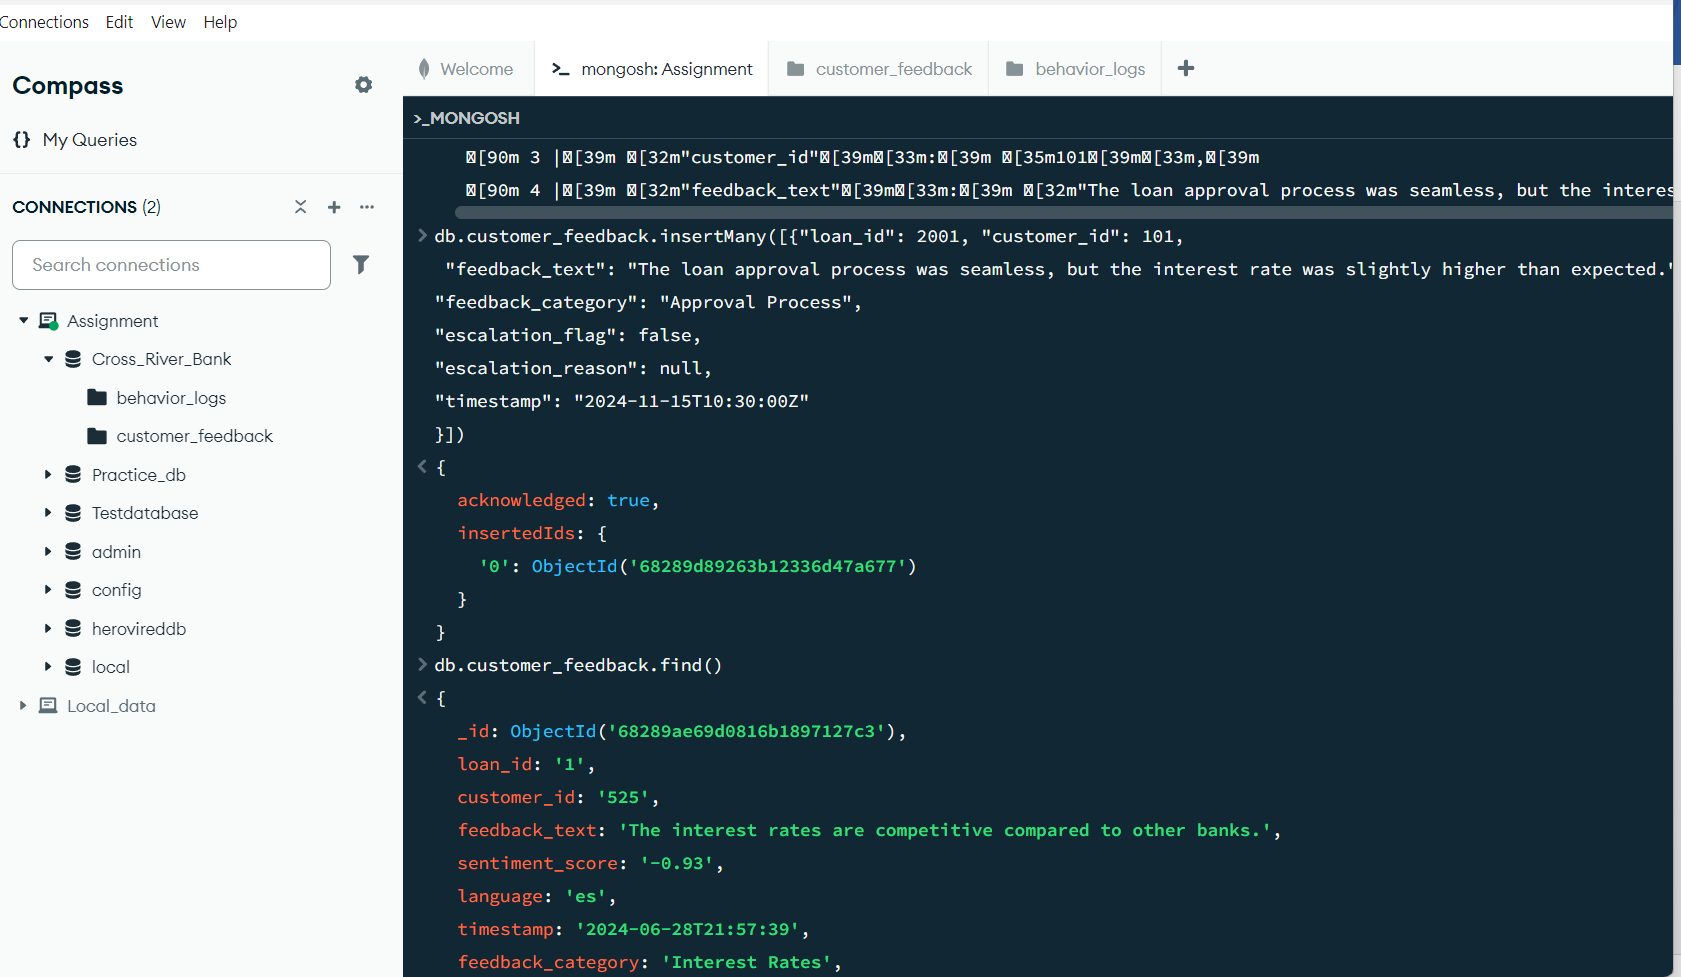 Connections Edit View Help
Compass
My Queries
CONNECTIONS (2)
Search connections
Assignment
Cross_River_Bank
behavior_logs
customer_feedback
Practice_db
Testdatabase
admin
config
herovireddb
local
Local_data
Welcome >_ mongosh: Assignment customer_feedback behavior_logs +
>_MONGOSH
�[90m 3 |�[39m �[32m"customer_id"�[39m�[33m:�[39m �[35m101�[39m�[33m,�[39m
�[90m 4 |�[39m �[32m"feedback_text"�[39m�[33m:�[39m �[32m"The loan approval process was seamless, but the interes
> db.customer_feedback.insertMany([{"loan_id": 2001, "customer_id": 101,
"feedback_text": "The loan approval process was seamless, but the interest rate was slightly higher than expected."
"feedback_category": "Approval Process",
"escalation_flag": false,
"escalation_reason": null,
"timestamp": "2024-11-15T10:30:00Z"
}])
< {
acknowledged: true,
insertedIds: {
'0': ObjectId('68289d89263b12336d47a677')
}
}
> db.customer_feedback.find()
< {
_id: ObjectId('68289ae69d0816b1897127c3'),
loan_id: '1',
customer_id: '525',
feedback_text: 'The interest rates are competitive compared to other banks.',
sentiment_score: '-0.93',
language: 'es',
timestamp: '2024-06-28T21:57:39',
feedback_category: 'Interest Rates',